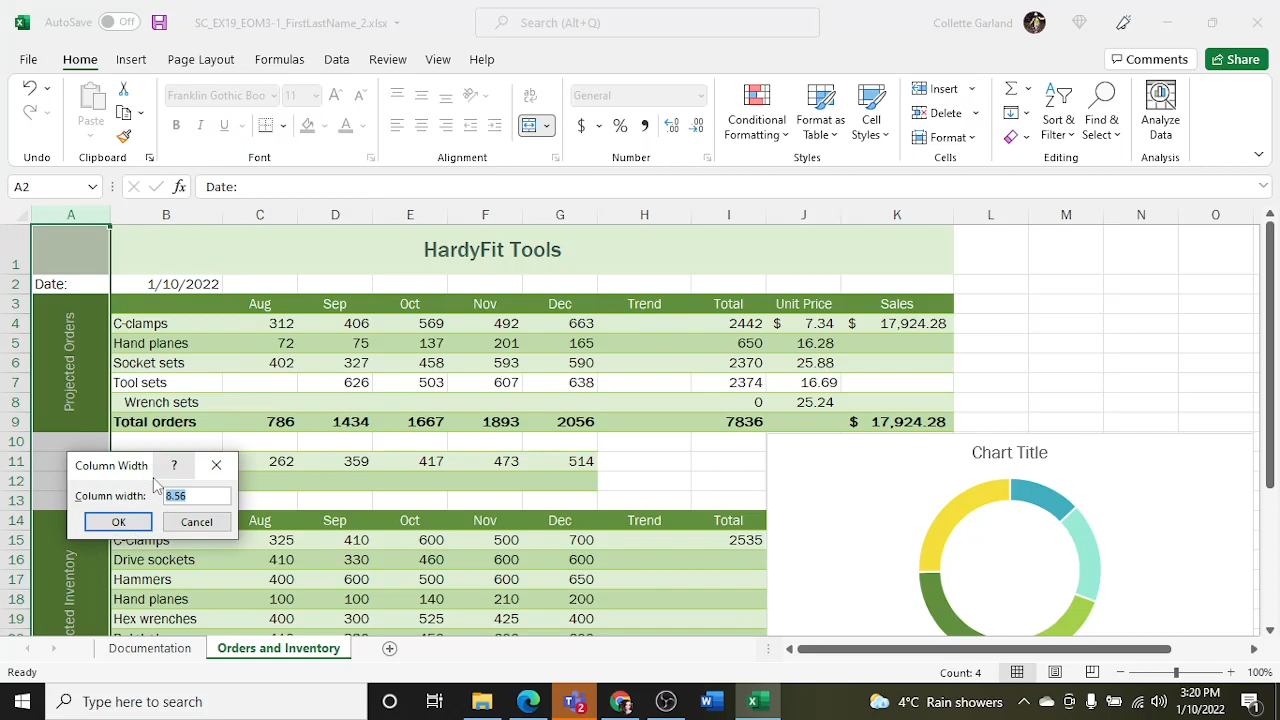 AutoSave Off SC_EX19_EOM3-1_FirstLastName_2.xlsx Search (Alt+Q) Collette Garland
File Home Insert Page Layout Formulas Data Review View Help Comments Share
Franklin Gothic Boo 11 General Insert
Paste Conditional Formatting Format as Table Cell Styles Delete Sort & Filter Find & Select Analyze Data
$ % Format
Undo Clipboard Font Alignment Number Styles Cells Editing Analysis
A2 fx Date:
A B C D E F G H I J K L M N O
1 HardyFit Tools
2 Date: 1/10/2022
3 Aug Sep Oct Nov Dec Trend Total Unit Price Sales
Projected Orders
4 C-clamps 312 406 569 492 663 2442 $ 7.34 $ 17,924.28
5 Hand planes 72 75 137 201 165 650 16.28
6 Socket sets 402 327 458 593 590 2370 25.88
7 Tool sets 626 503 607 638 2374 16.69
8 Wrench sets 0 25.24
9 Total orders 786 1434 1667 1893 2056 7836 $ 17,924.28
10
Chart Title
11 262 359 417 473 514
12
13
Column Width ?
Column width: 8.56
OK Cancel
14 Aug Sep Oct Nov Dec Trend Total
15 C-Clamps 325 410 600 500 700 2535
16 Drive sockets 410 330 460 600 600
17 Hammers 400 600 500 600 650
18 Hand planes 100 100 140 210 200
19 Hex wrenches 400 300 525 425 400
Inventory
Documentation Orders and Inventory
Ready Count: 4 100%
Type here to search 2 4°C Rain showers 3:20 PM
1/10/2022 1